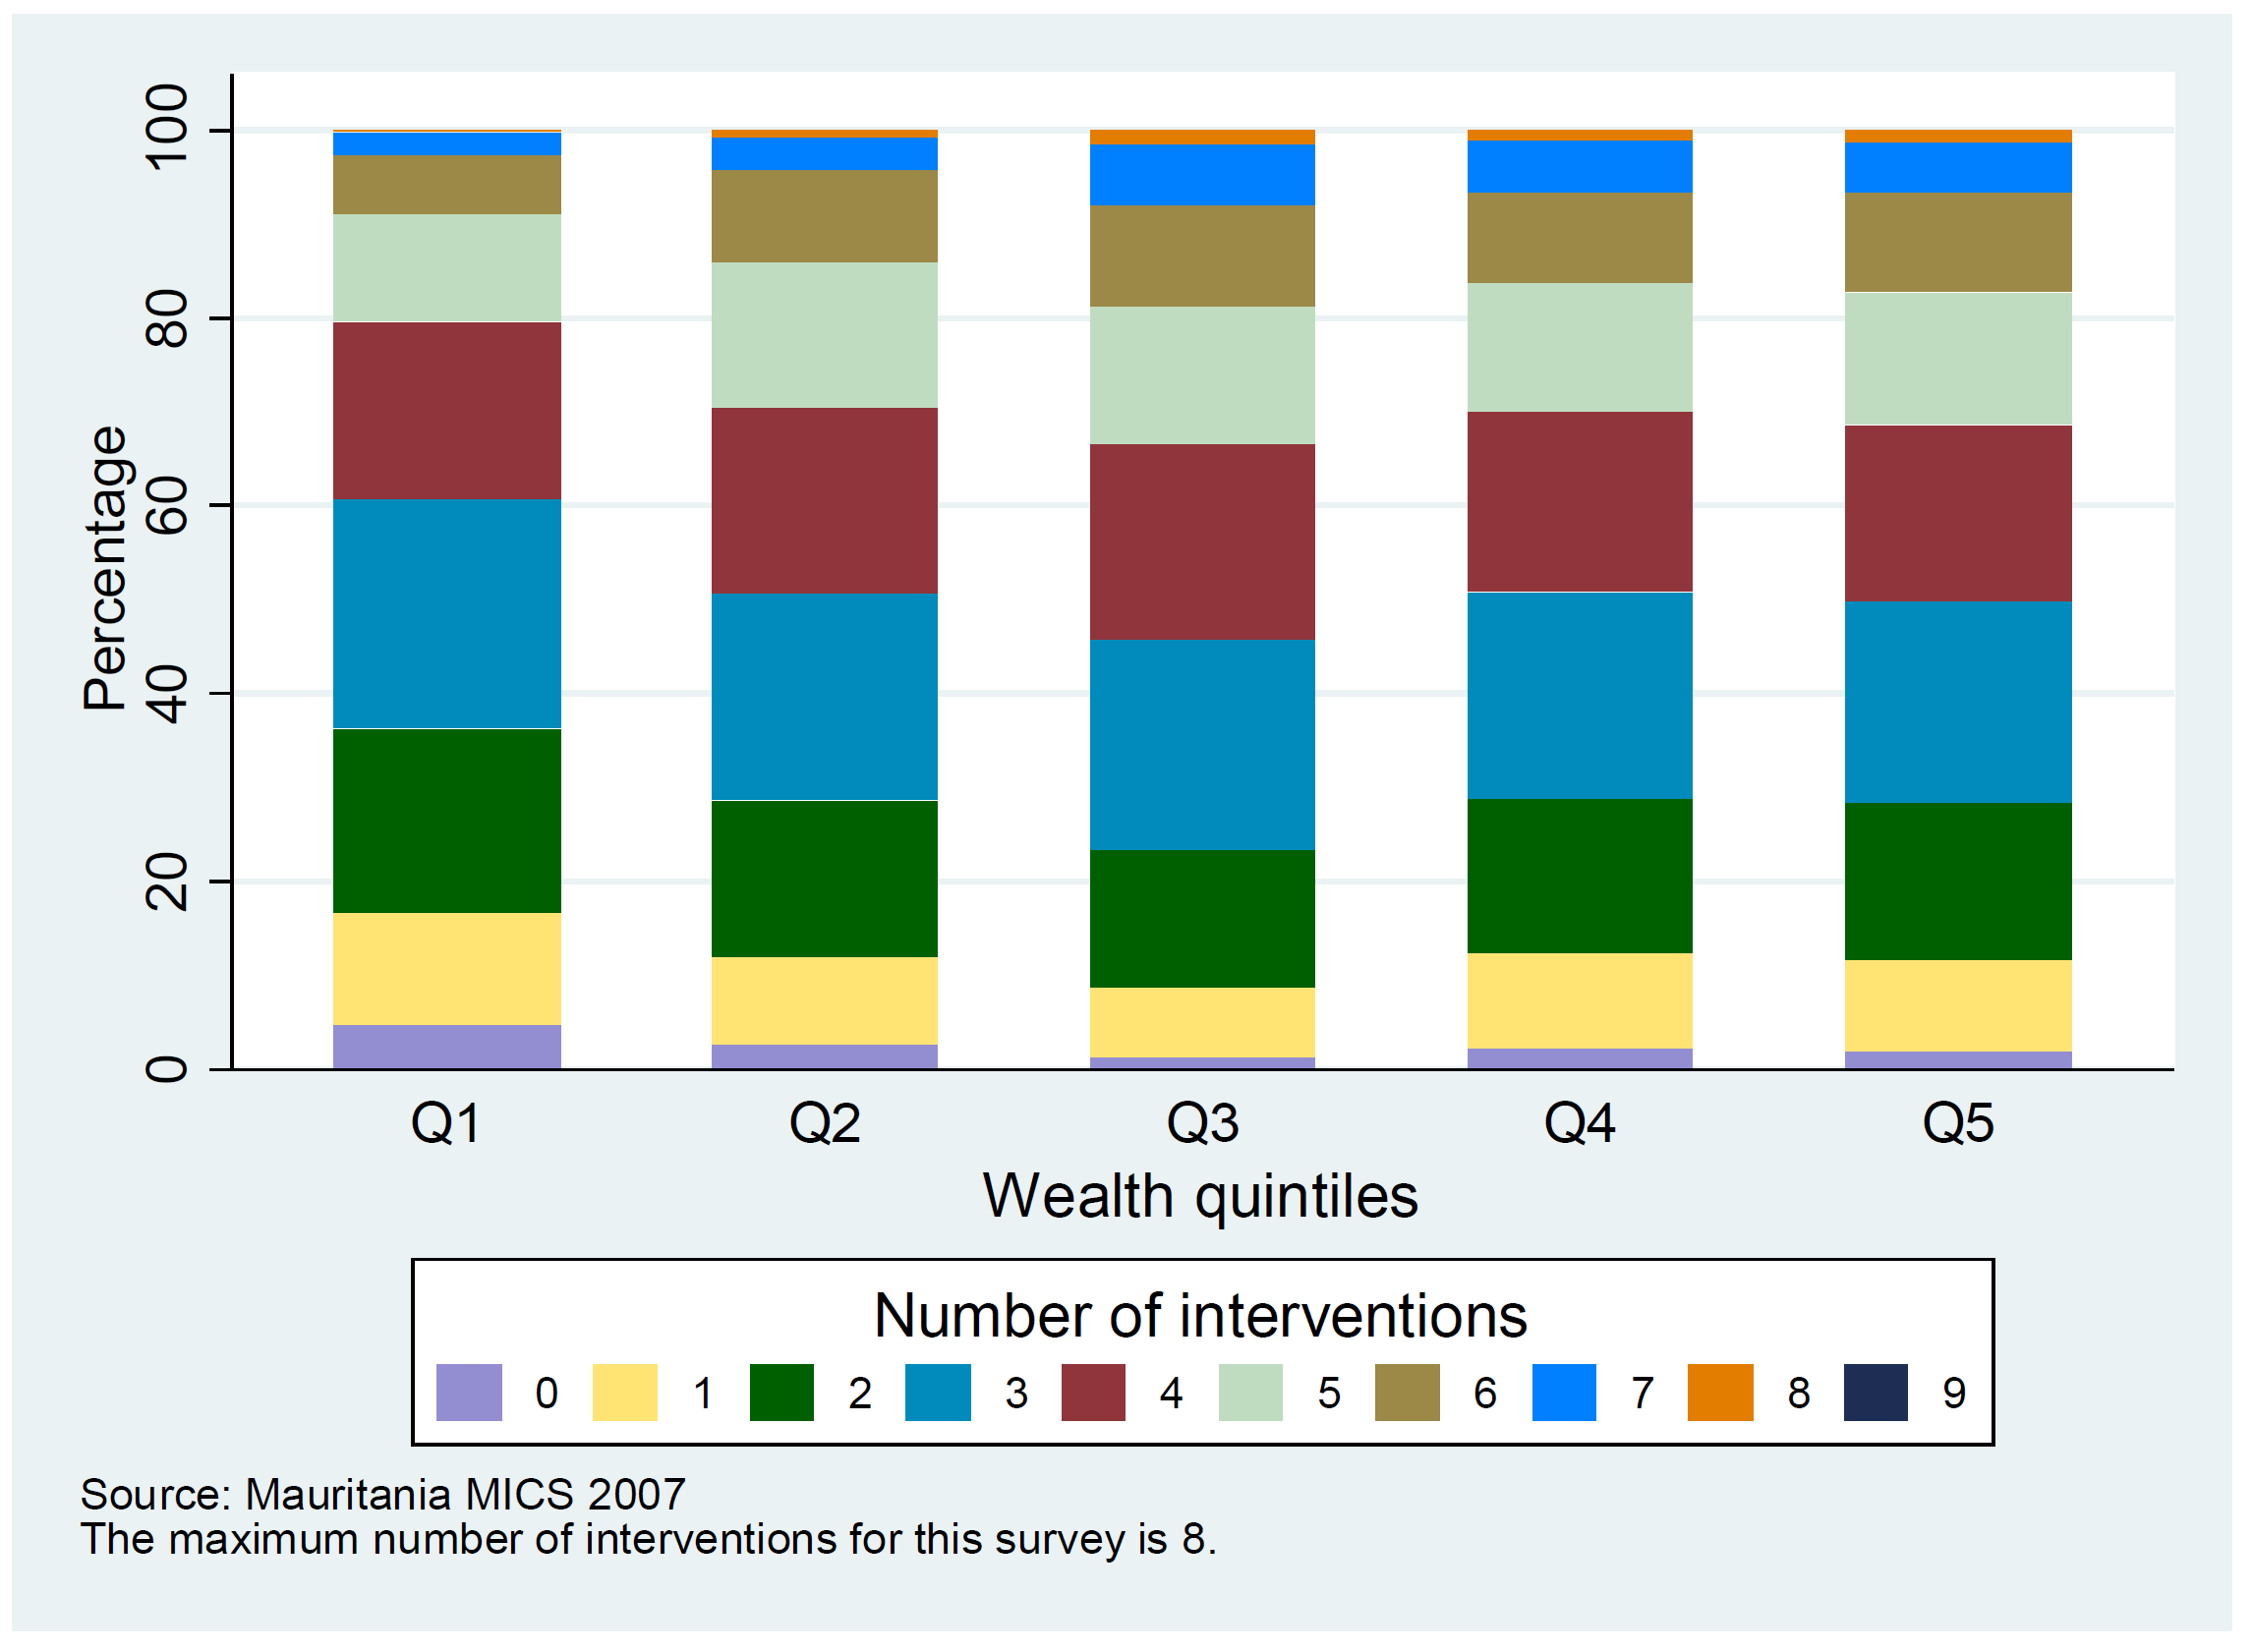 Percentage
100
80
60
40
20
0
Q1 Q2 Q3 Q4 Q5
Wealth quintiles
Number of interventions
0 1 2 3 4 5 6 7 8 9
Source: Mauritania MICS 2007
The maximum number of interventions for this survey is 8.